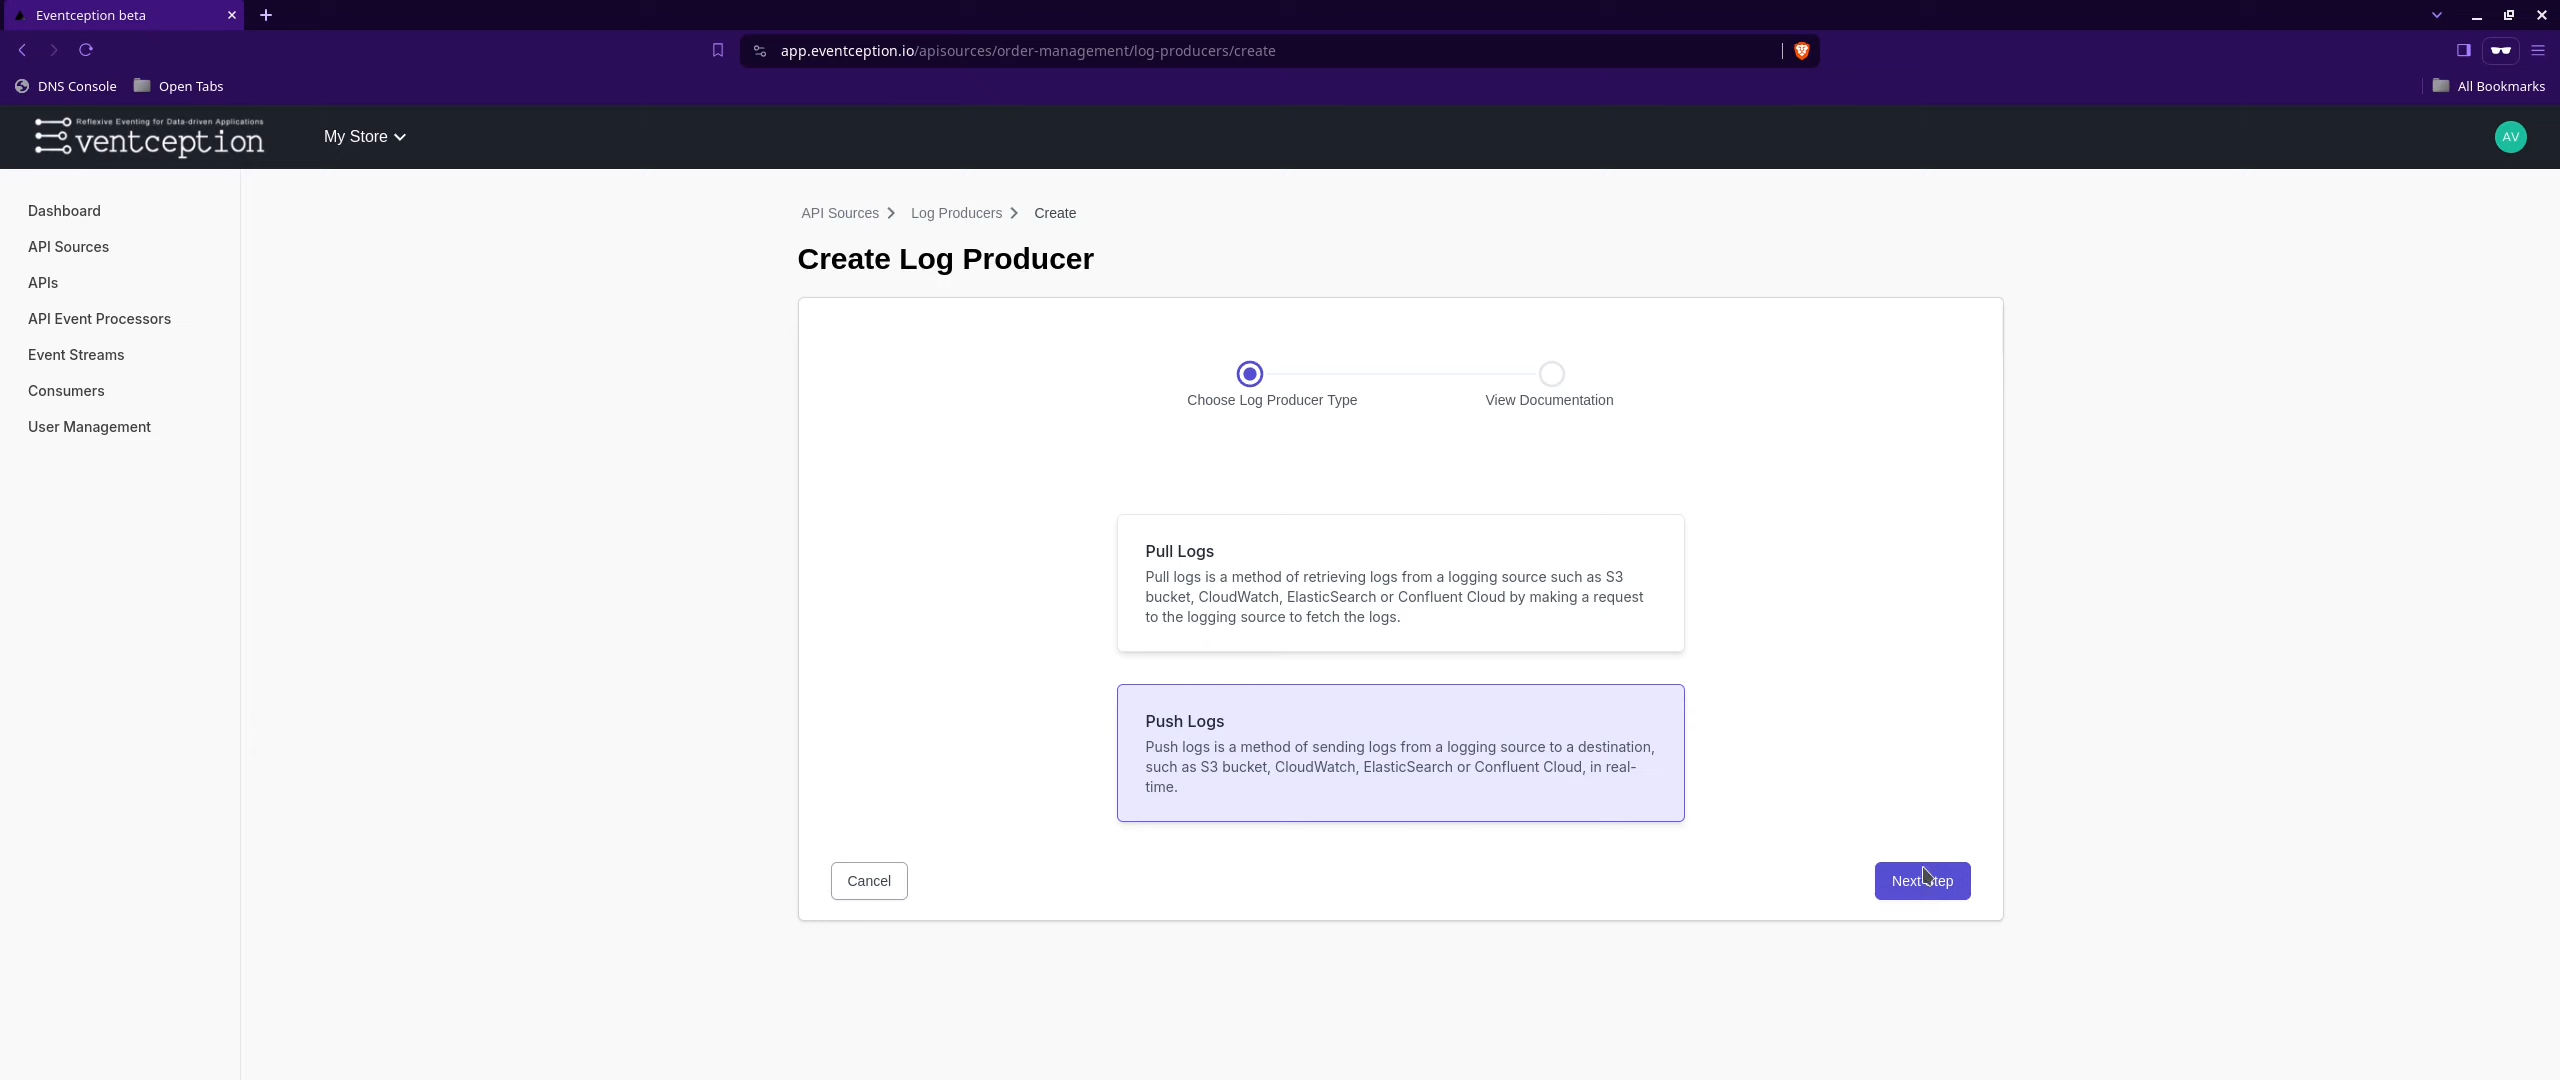 Eventception beta
app.eventception.io/apisources/order-management/log-producers/create
DNS Console
Open Tabs
All Bookmarks
Reflexive Eventing for Data-driven Applications
ventception
My Store
AV
Dashboard
API Sources
APIs
API Event Processors
Event Streams
Consumers
User Management
API Sources
Log Producers
Create
Create Log Producer
Choose Log Producer Type
View Documentation
Pull Logs
Pull logs is a method of retrieving logs from a logging source such as S3
bucket, CloudWatch, ElasticSearch or Confluent Cloud by making a request
to the logging source to fetch the logs.
Push Logs
Push logs is a method of sending logs from a logging source to a destination,
such as S3 bucket, CloudWatch, ElasticSearch or Confluent Cloud, in real-
time.
Cancel
Next Step